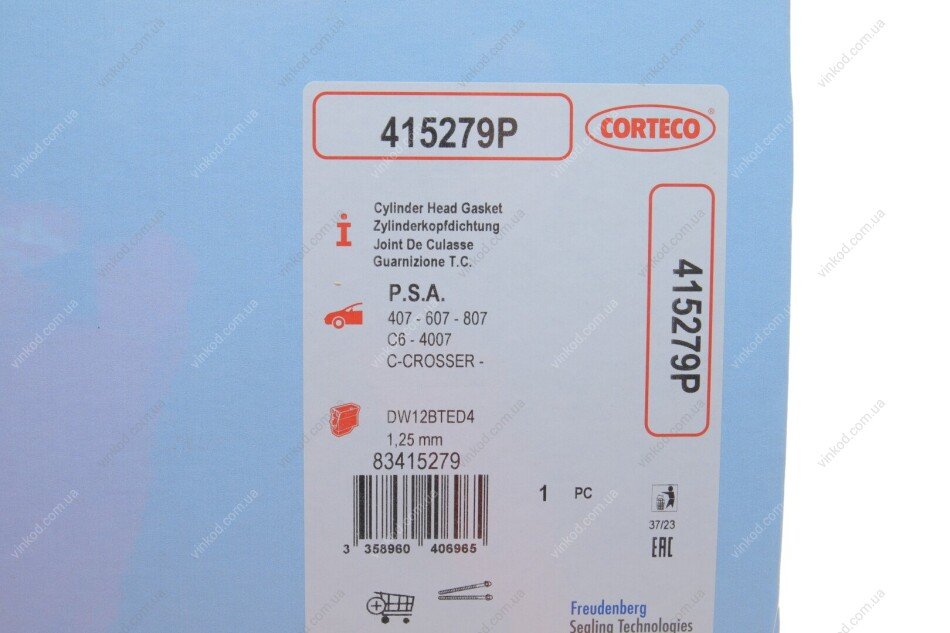 415279P
CORTECO®
Cylinder Head Gasket
Zylinderkopfdichtung
Joint De Culasse
Guarnizione T.C.
415279P
P.S.A.
407 - 607 - 807
C6 - 4007
C-CROSSER -
DW12BTED4
1,25 mm
83415279
1 PC
3 358960 406965
37/23
EAC
Freudenberg
Sealing Technologies
vinkod.com.ua